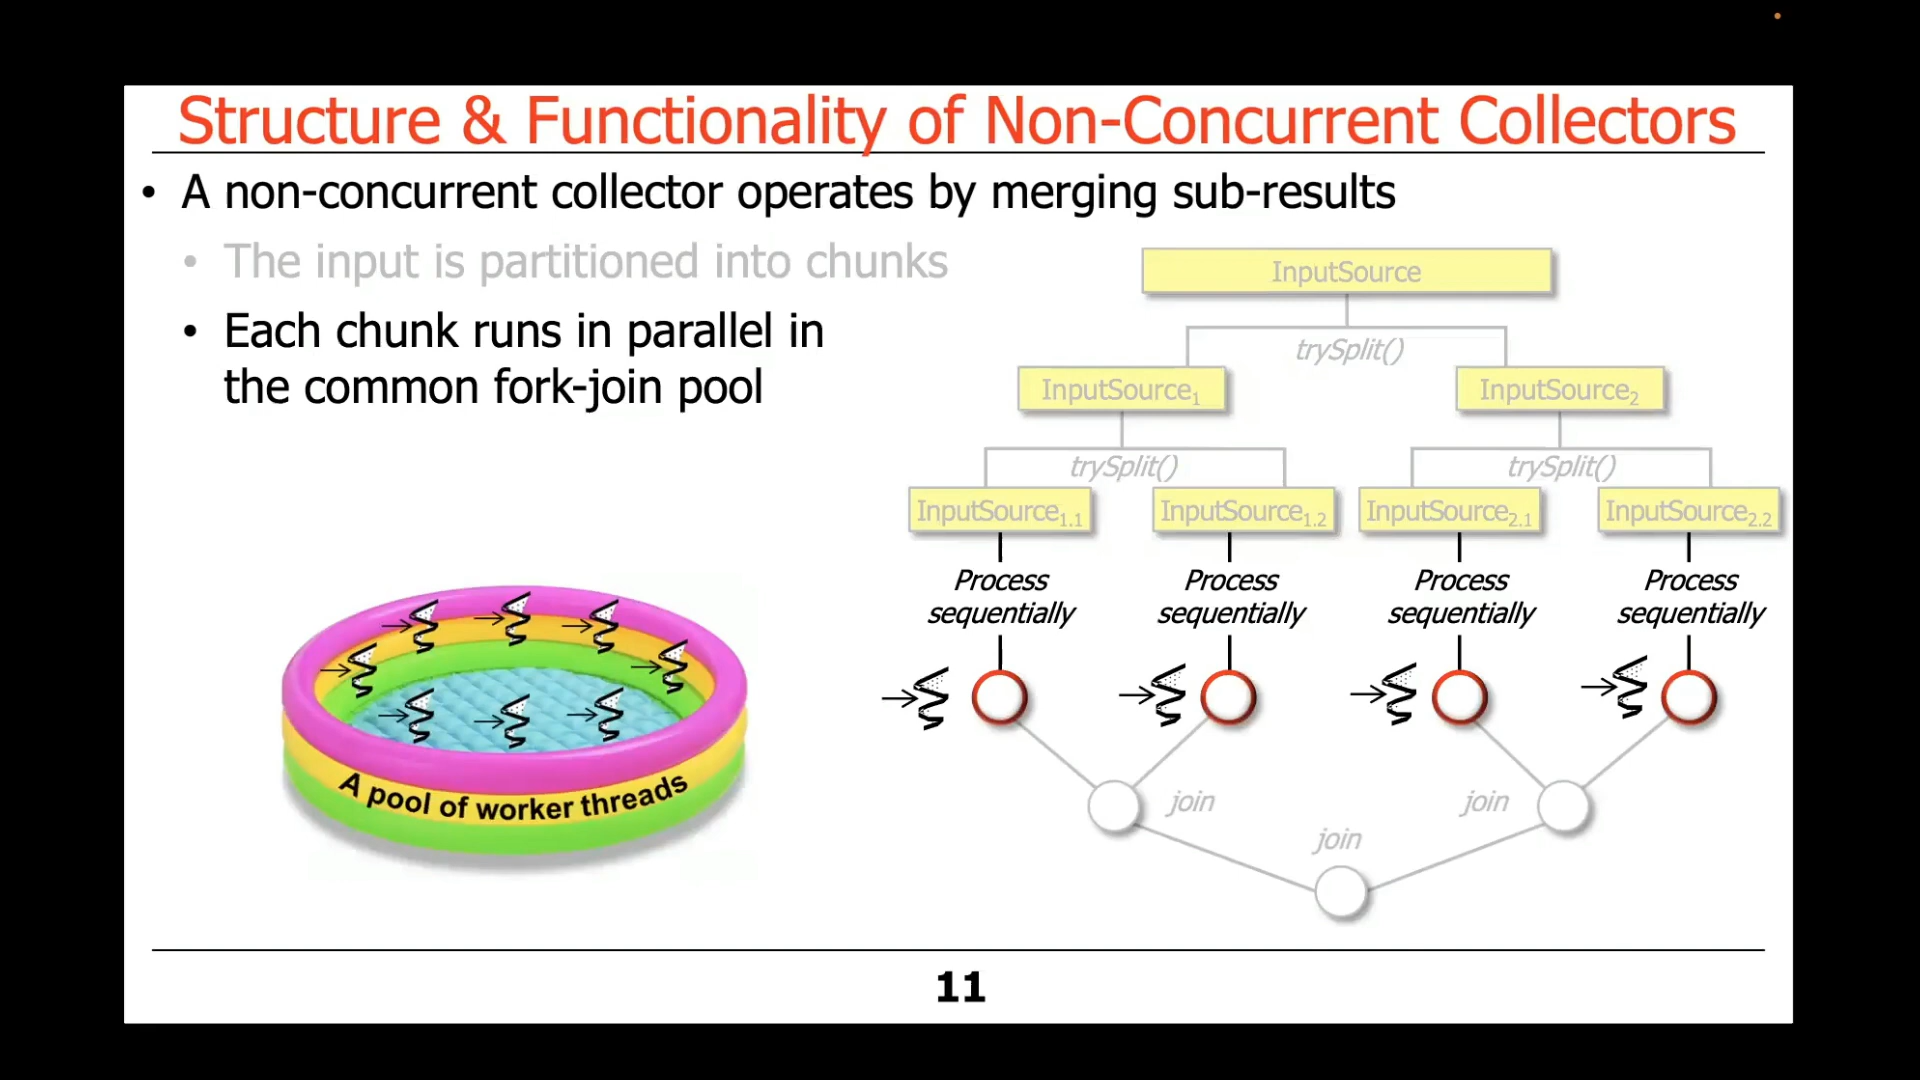 Structure & Functionality of Non-Concurrent Collectors
• A non-concurrent collector operates by merging sub-results
• The input is partitioned into chunks
• Each chunk runs in parallel in
the common fork-join pool
InputSource
trySplit()
InputSource1
InputSource2
trySplit()
trySplit()
InputSource1.1
InputSource1.2
InputSource2.1
InputSource2.2
Process
sequentially
Process
sequentially
Process
sequentially
Process
sequentially
A pool of worker threads
join
join
join
11